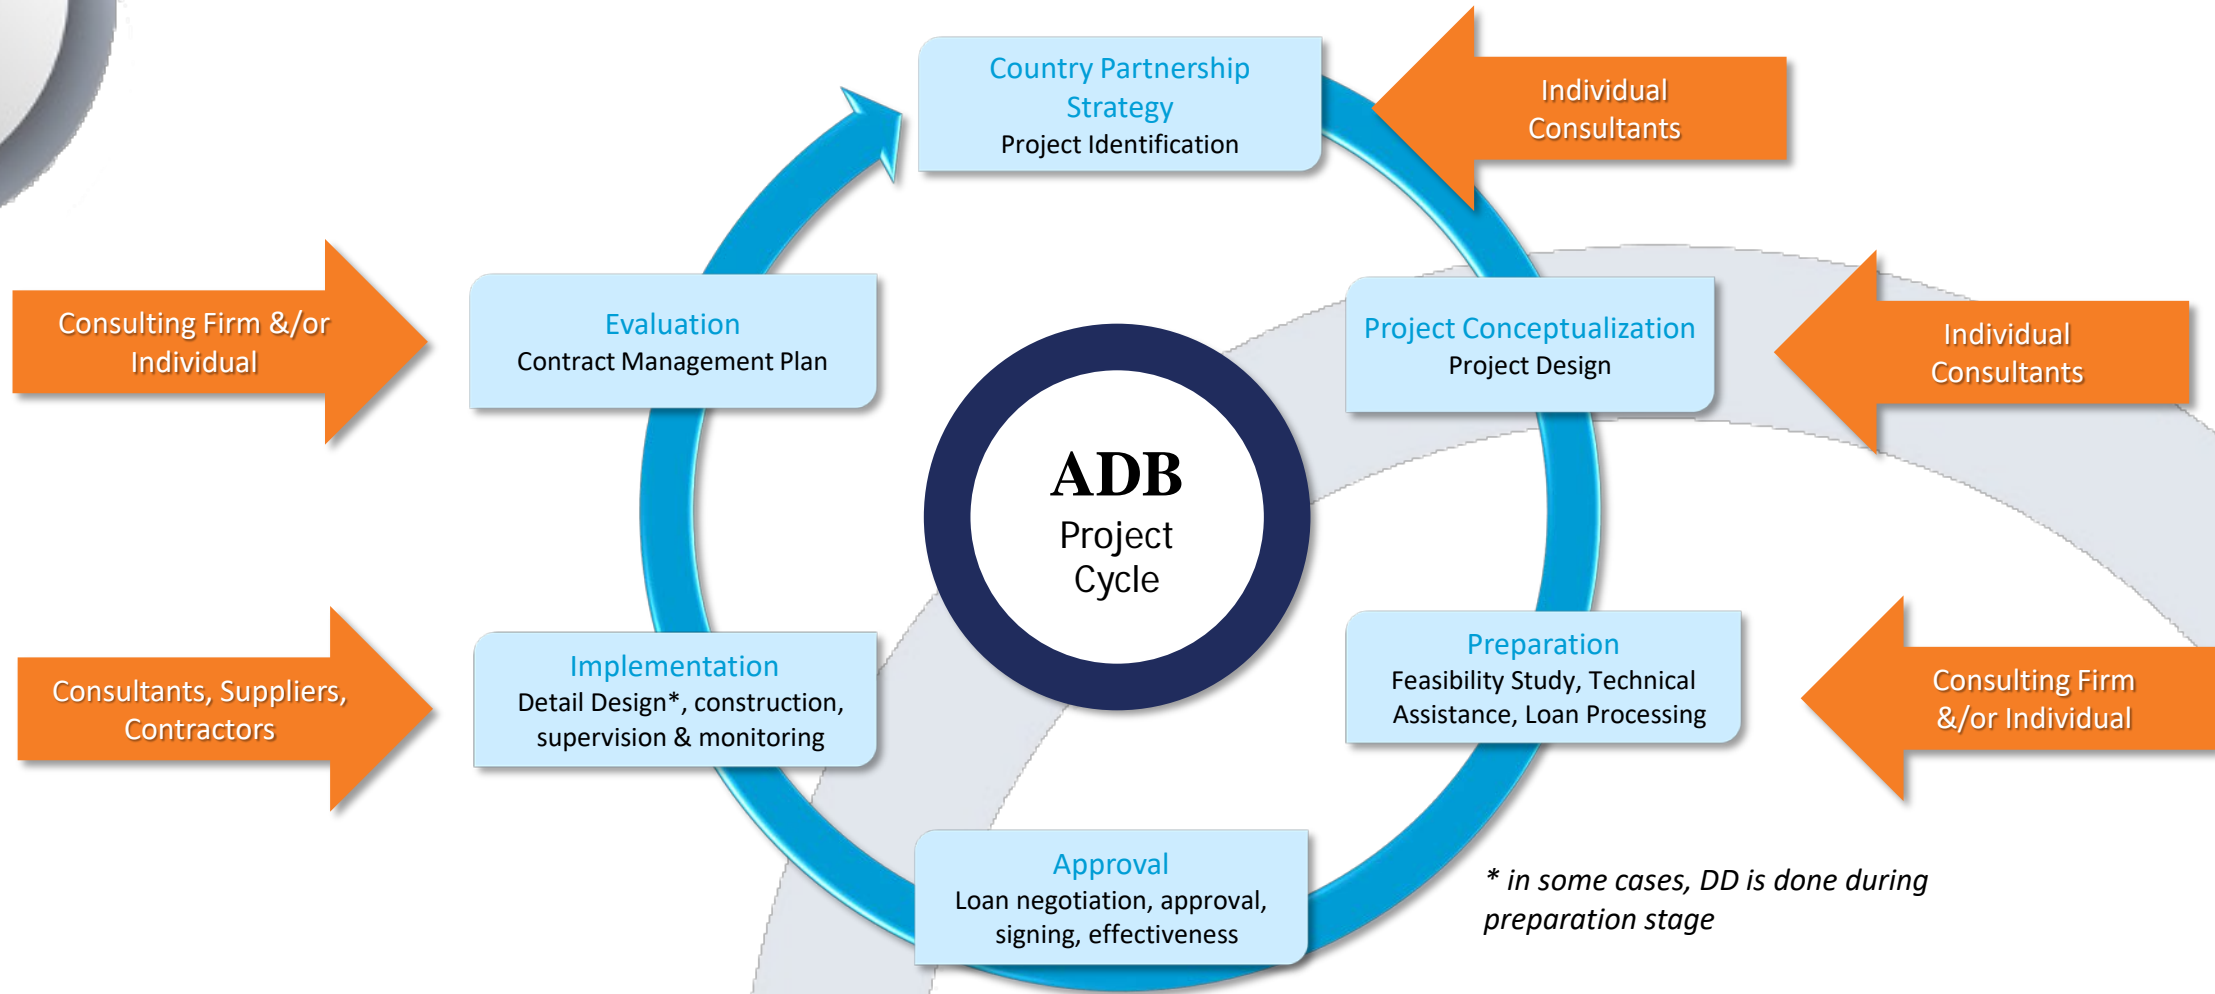 Country Partnership
Strategy
Project Identification
Individual
Consultants
Project Conceptualization
Project Design
Individual
Consultants
Preparation
Feasibility Study, Technical
Assistance, Loan Processing
Consulting Firm
&/or Individual
Approval
Loan negotiation, approval,
signing, effectiveness
* in some cases, DD is done during
preparation stage
Implementation
Detail Design*, construction,
supervision & monitoring
Consultants, Suppliers,
Contractors
Evaluation
Contract Management Plan
Consulting Firm &/or
Individual
ADB
Project
Cycle